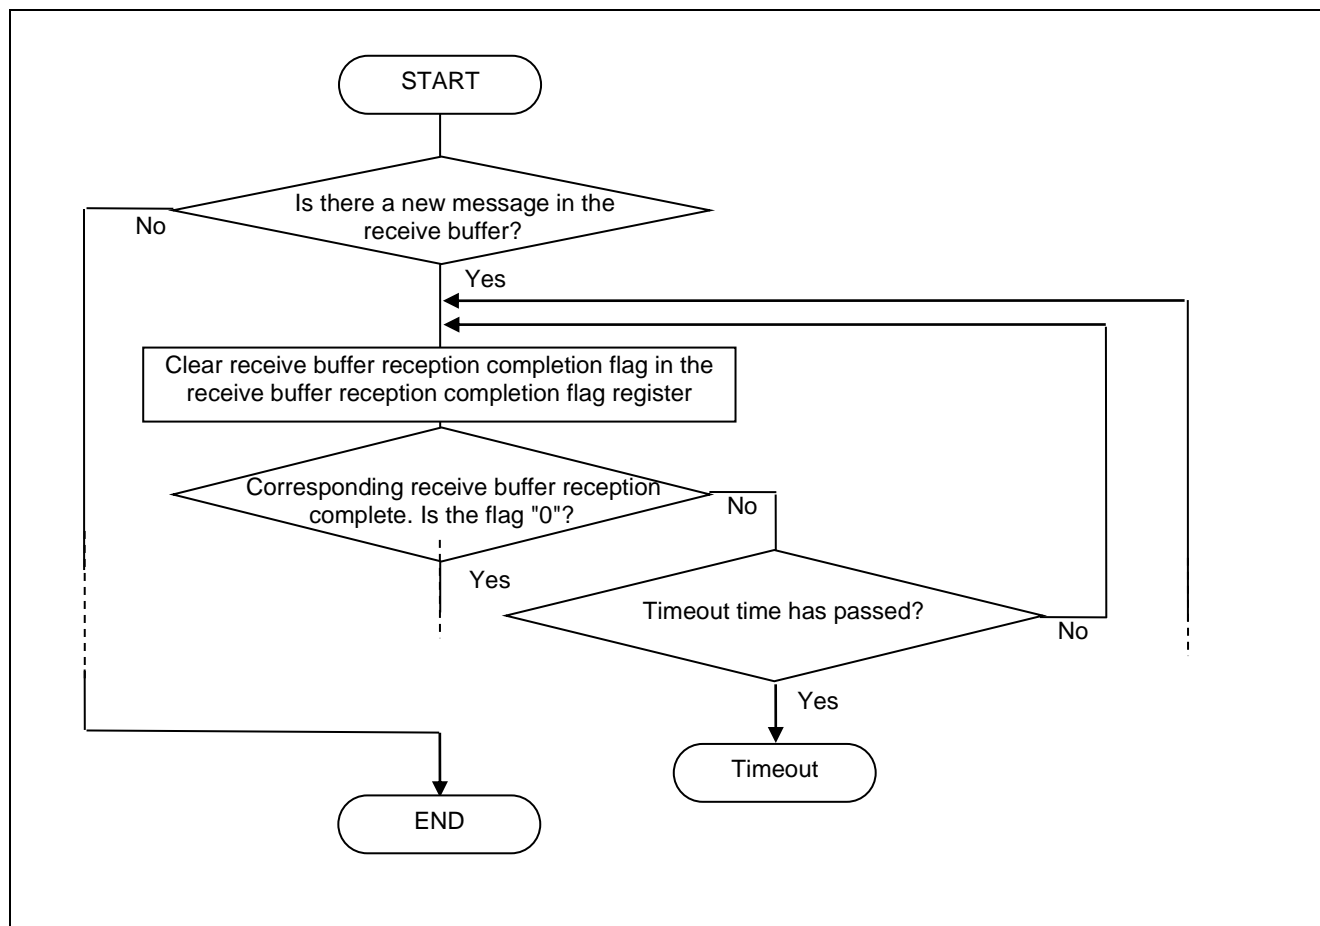 START
Is there a new message in the
receive buffer?
No
Yes
Clear receive buffer reception completion flag in the
receive buffer reception completion flag register
Corresponding receive buffer reception
complete. Is the flag "0"?
No
Yes
Timeout time has passed?
No
Yes
Timeout
END